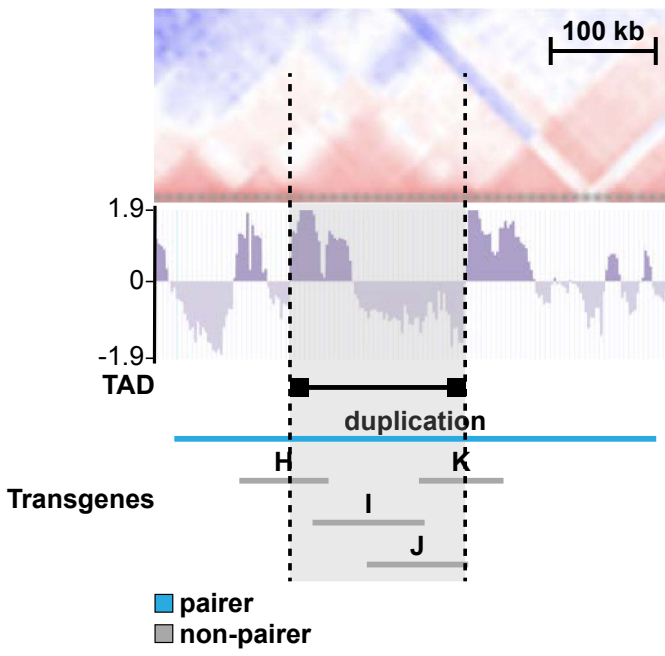 100 kb
1.9
0
-1.9
TAD
duplication
H
K
Transgenes
I
J
pairer
non-pairer